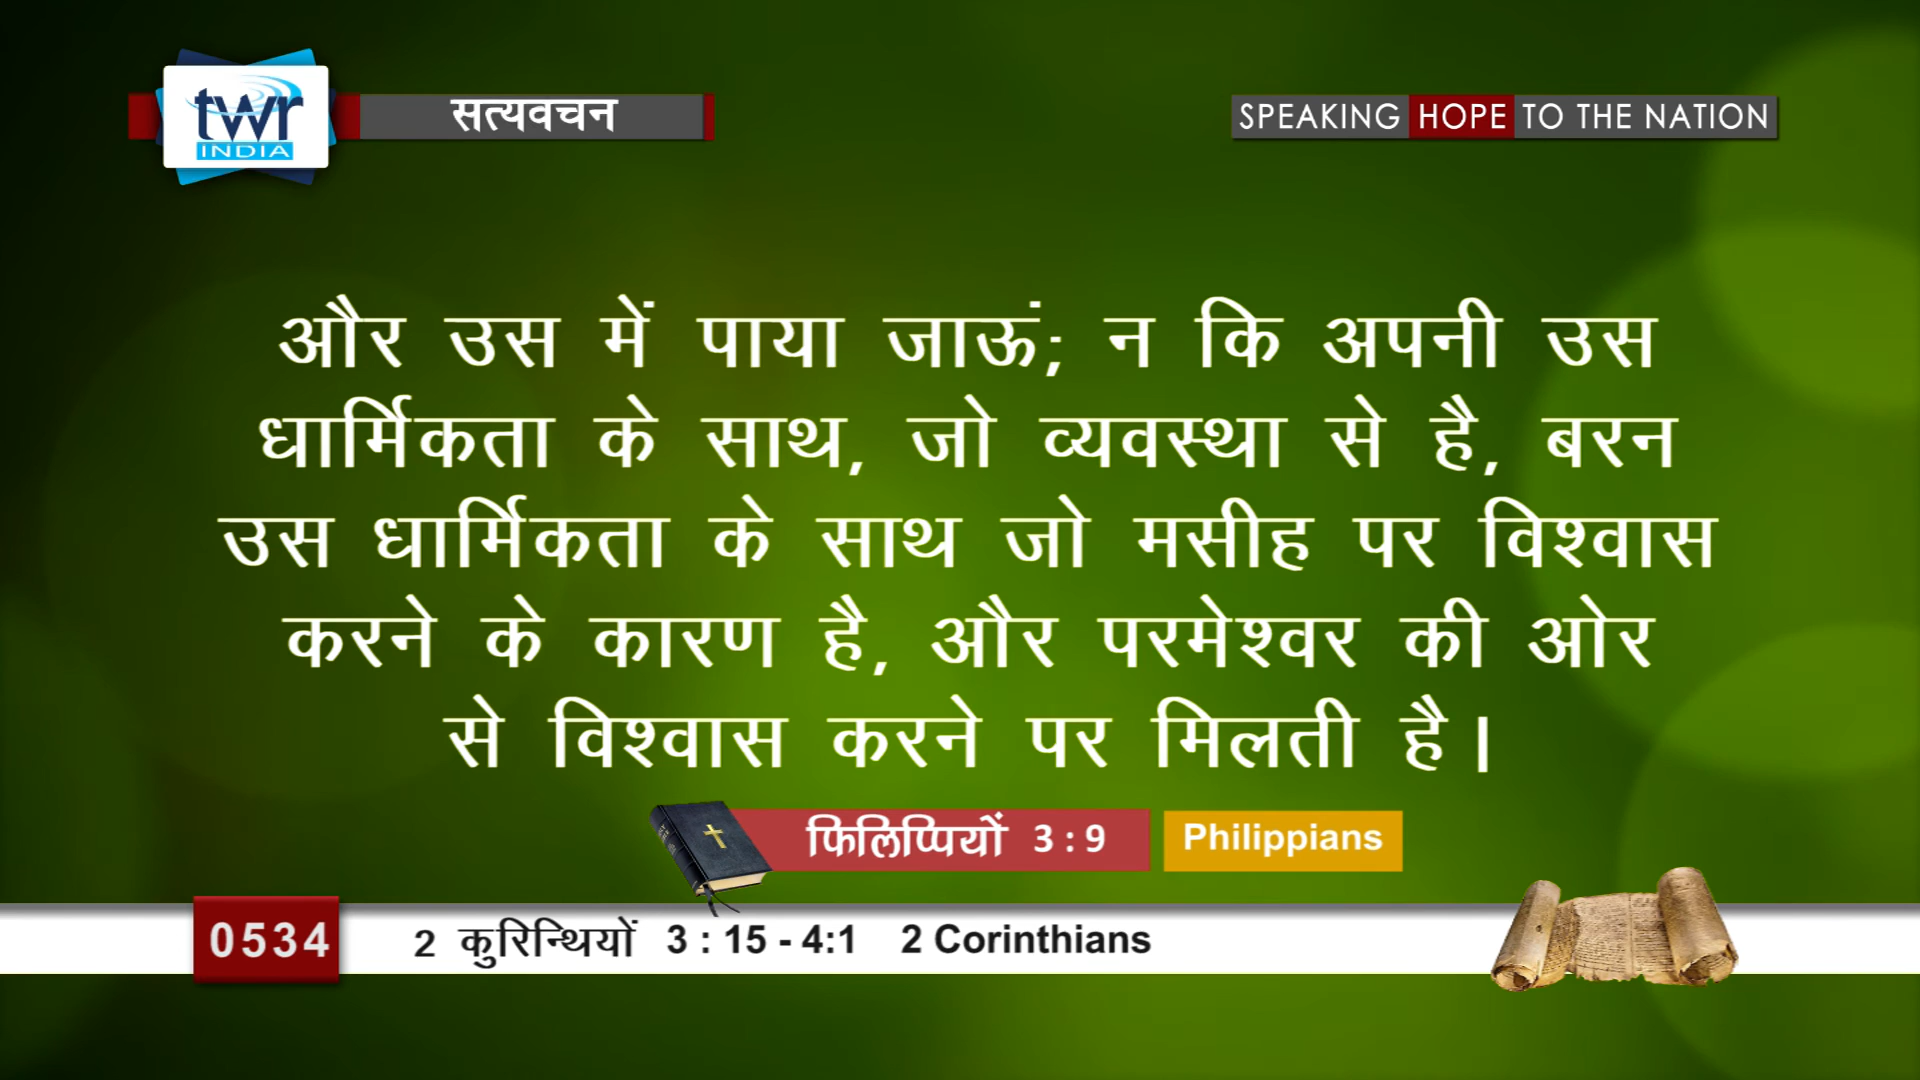 twr
INDIA
सत्यवचन
SPEAKING HOPE TO THE NATION
और उस में पाया जाऊं; न कि अपनी उस
धार्मिकता के साथ, जो व्यवस्था से है, बरन
उस धार्मिकता के साथ जो मसीह पर विश्वास
करने के कारण है, और परमेश्वर की ओर
से विश्वास करने पर मिलती है।
फिलिप्पियों 3 : 9 Philippians
0534 2 कुरिन्थियों 3 : 15 - 4:1 2 Corinthians